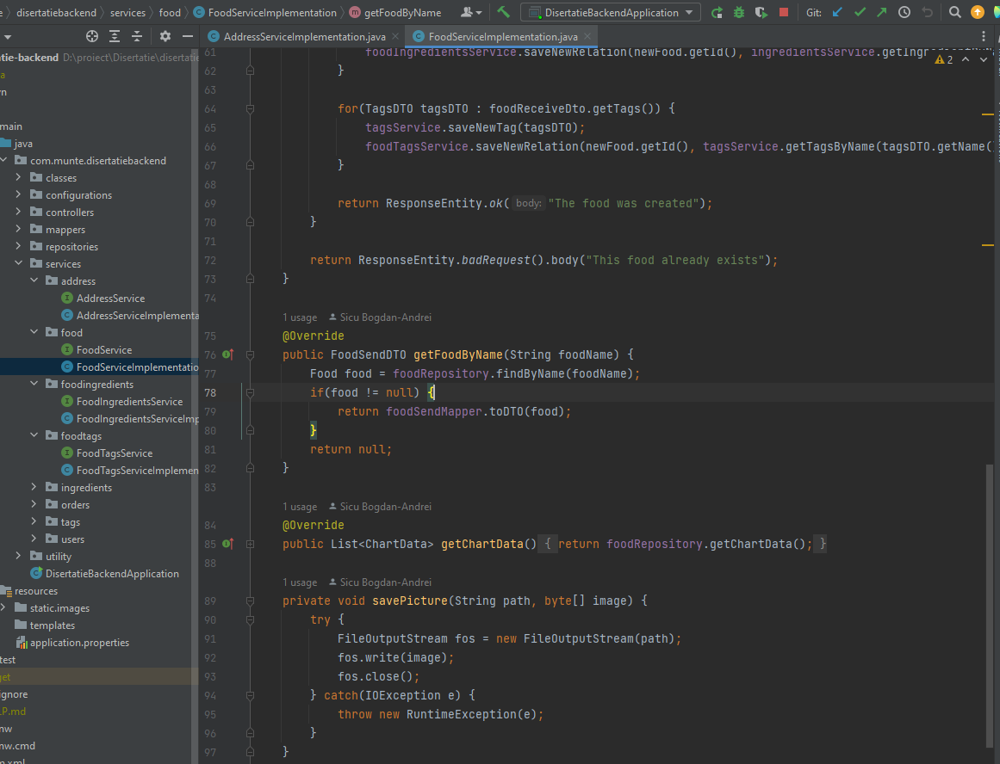 disertatiebackend services food FoodServiceImplementation getFoodByName DisertatieBackendApplication Git:
AddressServiceImplementation.java FoodServiceImplementation.java
atie-backend D:\proiect\Disertatie\disertatie
main
java
com.munte.disertatiebackend
classes
configurations
controllers
mappers
repositories
services
address
AddressService
AddressServiceImplementa
food
FoodService
FoodServiceImplementatio
foodingredients
FoodIngredientsService
FoodIngredientsServiceImp
foodtags
FoodTagsService
FoodTagsServiceImplemen
ingredients
orders
tags
users
utility
DisertatieBackendApplication
resources
static.images
templates
application.properties
test
get
ignore
LP.md
nw
nw.cmd
61 foodIngredientsService.saveNewRelation(newFood.getId(), ingredientsService.getIngr
2
62 }
63
64 for(TagsDTO tagsDTO : foodReceiveDto.getTags()) {
65 tagsService.saveNewTag(tagsDTO);
66 foodTagsService.saveNewRelation(newFood.getId(), tagsService.getTagsByName(tagsDTO.getName(
67 }
68
69 return ResponseEntity.ok( body: "The food was created");
70 }
71
72 return ResponseEntity.badRequest().body("This food already exists");
73 }
74
1 usage Sicu Bogdan-Andrei
75 @Override
76 public FoodSendDTO getFoodByName(String foodName) {
77 Food food = foodRepository.findByName(foodName);
78 if(food != null) {
79 return foodSendMapper.toDTO(food);
80 }
81 return null;
82 }
83
1 usage Sicu Bogdan-Andrei
84 @Override
85 public List<ChartData> getChartData() { return foodRepository.getChartData(); }
88
1 usage Sicu Bogdan-Andrei
89 private void savePicture(String path, byte[] image) {
90 try {
91 FileOutputStream fos = new FileOutputStream(path);
92 fos.write(image);
93 fos.close();
94 } catch(IOException e) {
95 throw new RuntimeException(e);
96 }
97 }